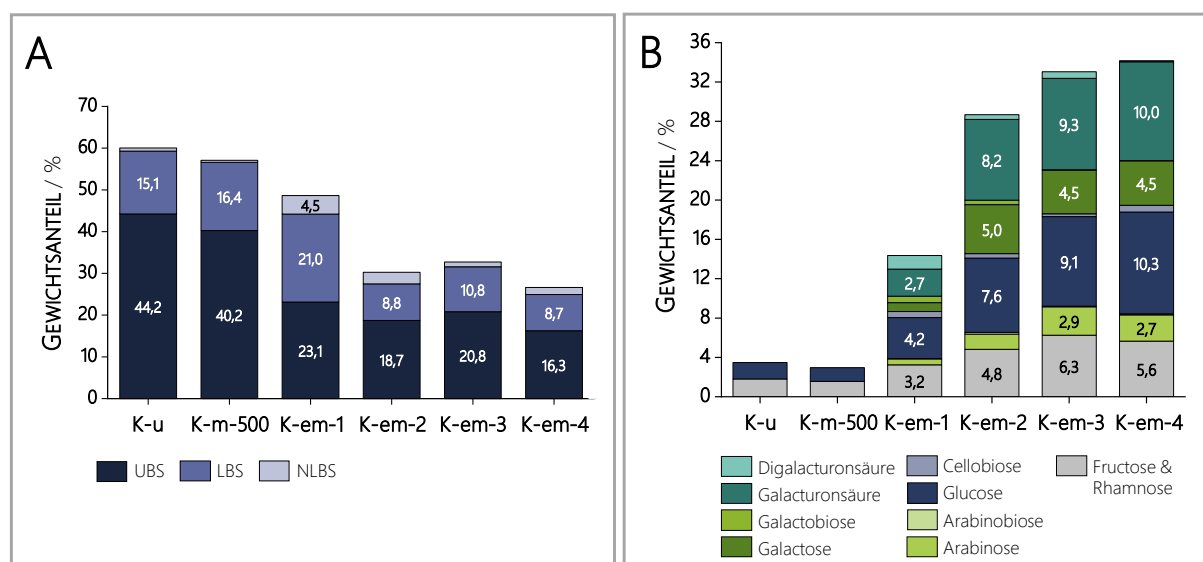 A
GEWICHTSANTEIL / %
70
60
50
40
30
20
10
0
15,1
44,2
16,4
40,2
4,5
21,0
23,1
8,8
18,7
10,8
20,8
8,7
16,3
K-u K-m-500 K-em-1 K-em-2 K-em-3 K-em-4
UBS LBS NLBS
B
GEWICHTSANTEIL / %
36
32
28
24
20
16
12
8
4
0
2,7
4,2
3,2
8,2
5,0
7,6
4,8
9,3
4,5
9,1
2,9
6,3
10,0
4,5
10,3
2,7
5,6
K-u K-m-500 K-em-1 K-em-2 K-em-3 K-em-4
Digalacturonsäure
Galacturonsäure
Galactobiose
Galactose
Cellobiose
Glucose
Arabinobiose
Arabinose
Fructose &
Rhamnose